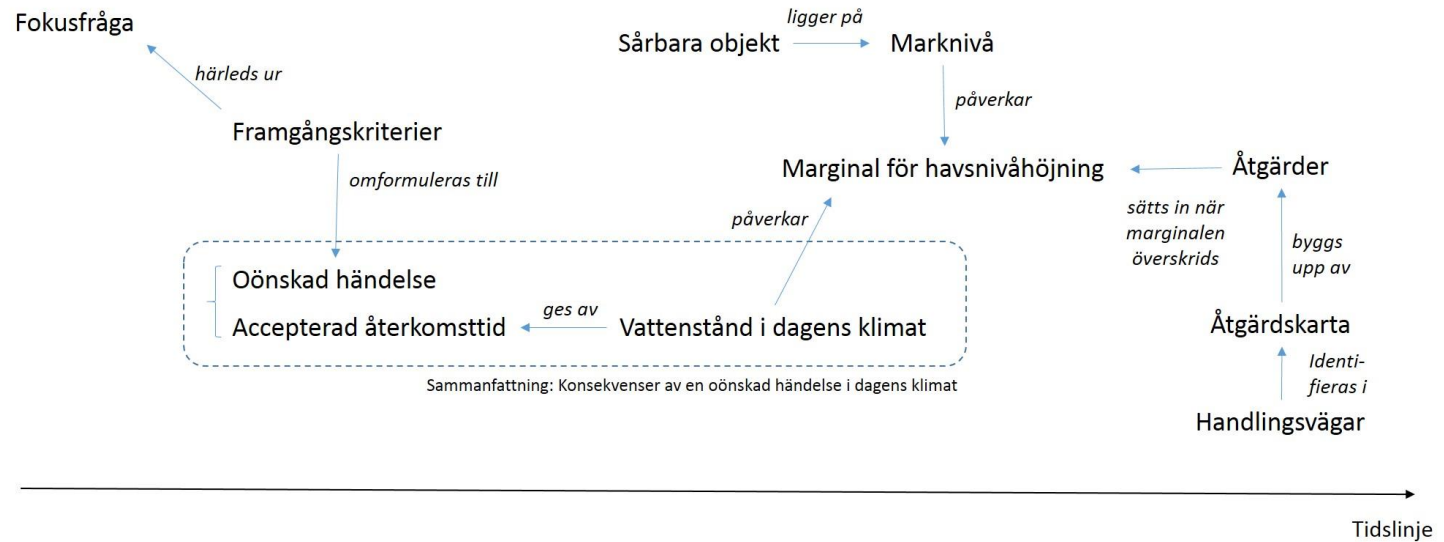 Fokusfråga
härleds ur
Framgångskriterier
omformuleras till
Oönskad händelse
Accepterad återkomsttid
ges av
Vattenstånd i dagens klimat
Sammanfattning: Konsekvenser av en oönskad händelse i dagens klimat
påverkar
Sårbara objekt
ligger på
Marknivå
påverkar
Marginal för havsnivåhöjning
Åtgärder
sätts in när
marginalen
överskrids
byggs
upp av
Åtgärdskarta
Identi-
fieras i
Handlingsvägar
Tidslinje